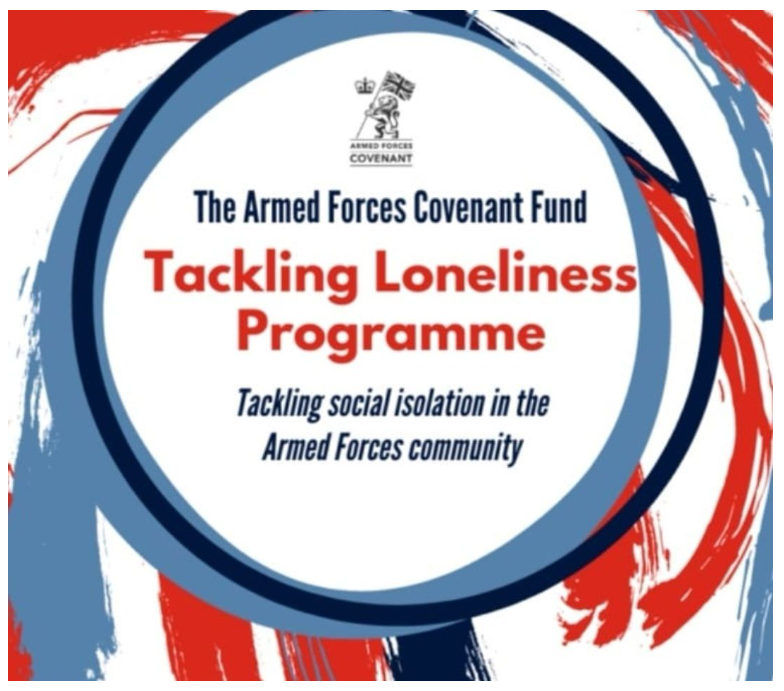 ARMED FORCES
COVENANT
The Armed Forces Covenant Fund
Tackling Loneliness
Programme
Tackling social isolation in the
Armed Forces community